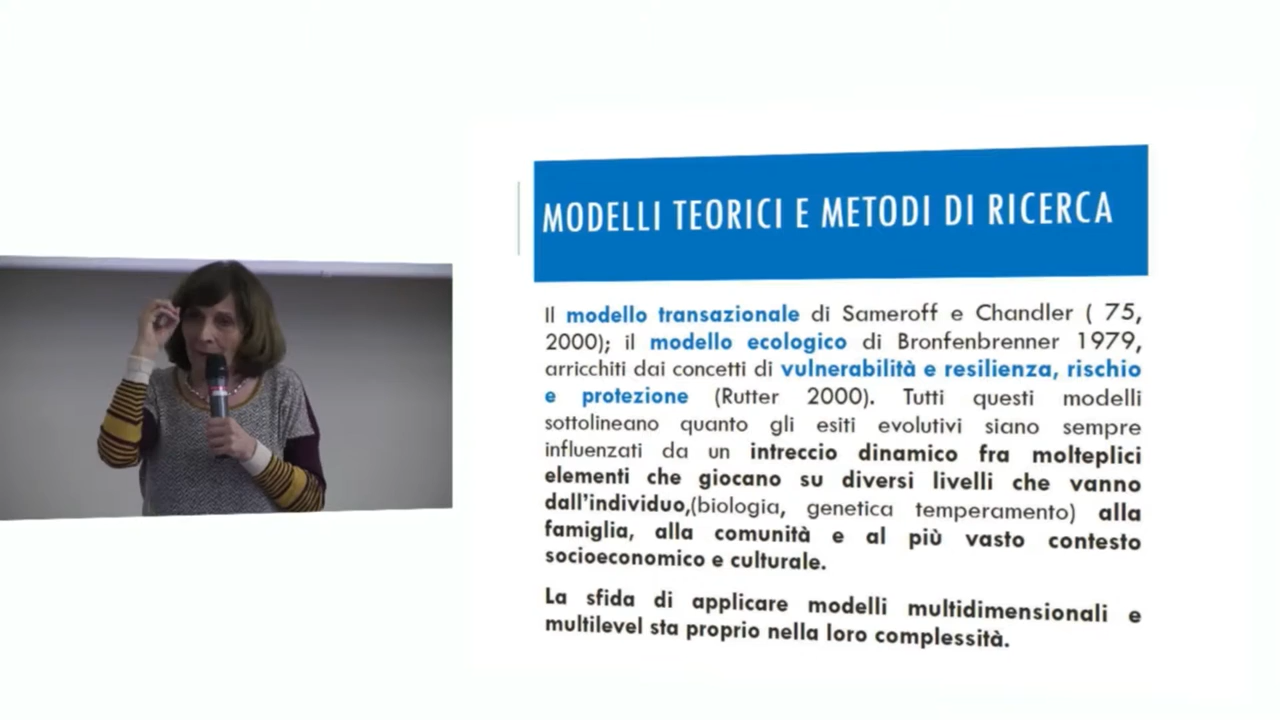 MODELLI TEORICI E METODI DI RICERCA
Il modello transazionale di Sameroff e Chandler ( 75,
2000); il modello ecologico di Bronfenbrenner 1979,
arricchiti dai concetti di vulnerabilità e resilienza, rischio
e protezione (Rutter 2000). Tutti questi modelli
sottolineano quanto gli esiti evolutivi siano sempre
influenzati da un intreccio dinamico fra molteplici
elementi che giocano su diversi livelli che vanno
dall'individuo,(biologia, genetica temperamento) alla
famiglia, alla comunità e al più vasto contesto
socioeconomico e culturale.
La sfida di applicare modelli multidimensionali e
multilevel sta proprio nella loro complessità.